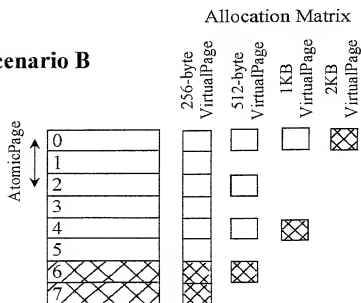 Allocation Matrix
cenario B
256-byte
VirtualPage
512-byte
VirtualPage
1KB
VirtualPage
2KB
VirtualPage
AtomicPage
0
1
2
3
4
5
6
7